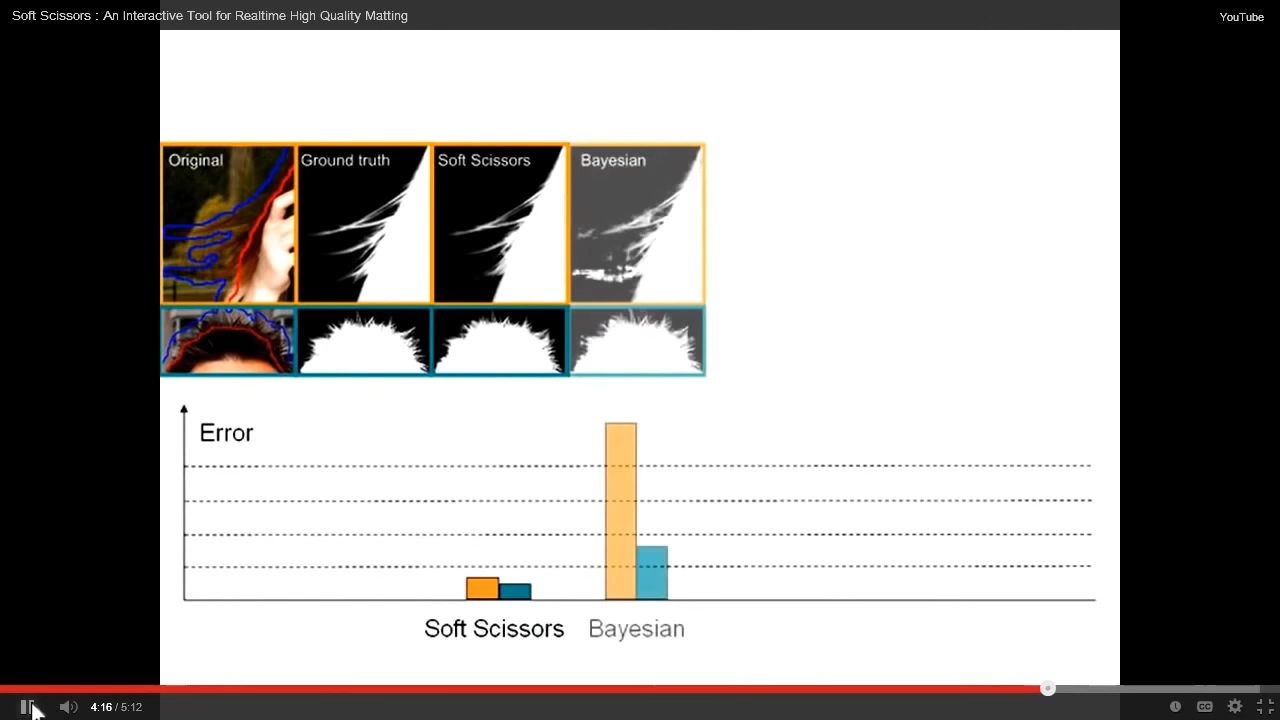 Soft Scissors : An Interactive Tool for Realtime High Quality Matting
YouTube
Original
Ground truth
Soft Scissors
Bayesian
Error
Soft Scissors
Bayesian
4:16 / 5:12
CC